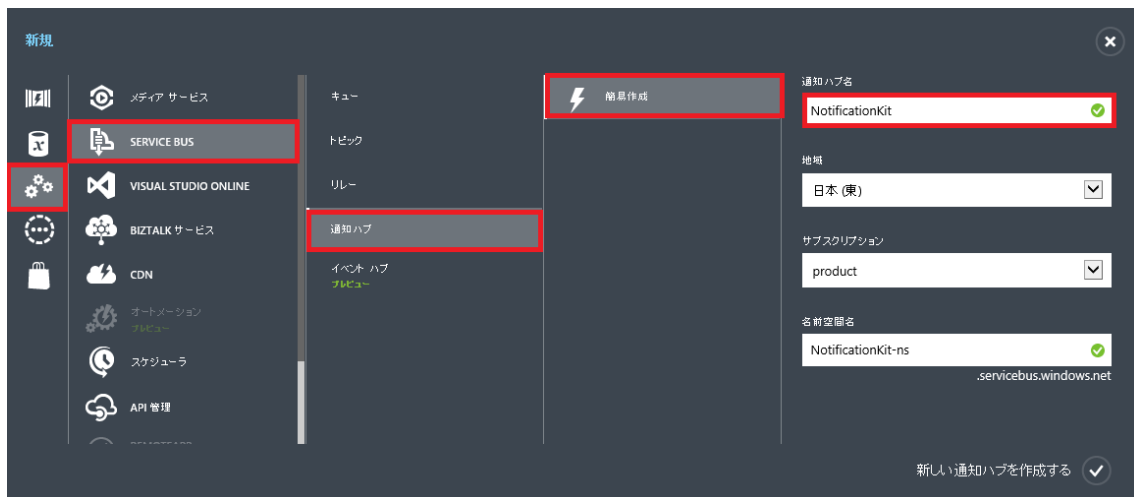 新規
メディア サービス
SERVICE BUS
VISUAL STUDIO ONLINE
BIZTALK サービス
CDN
オートメーション
プレビュー
スケジューラ
API 管理
キュー
トピック
リレー
通知ハブ
イベント ハブ
プレビュー
簡易作成
通知ハブ名
NotificationKit
地域
日本 (東)
サブスクリプション
product
名前空間名
NotificationKit-ns
.servicebus.windows.net
新しい通知ハブを作成する